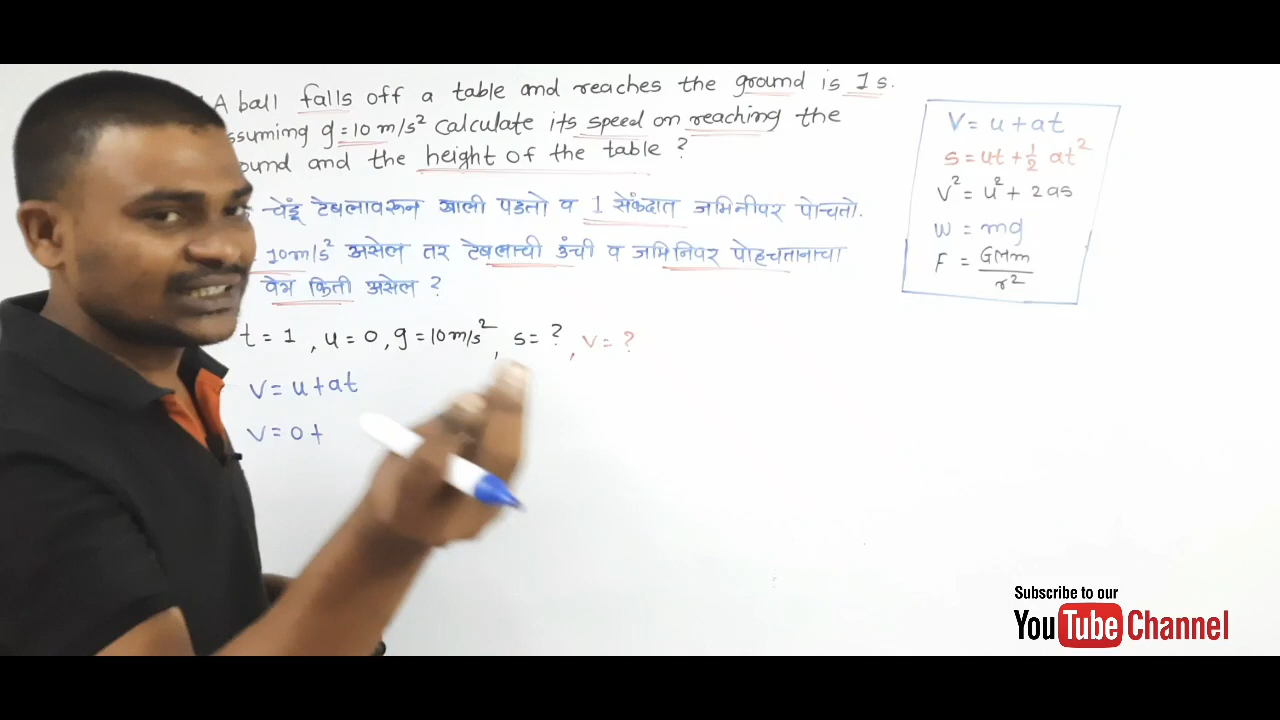 A ball falls off a table and reaches the ground is 1s.
ssuming g=10 m/s² calculate its speed on reaching the
ound and the height of the table ?
चेंडू टेबलावरून खाली पडतो व 1 सेकंदात जमिनीपर पोचतो.
10m/s² असेल तर टेबलाची उंची व जमिनिवर पोहचतानाचा
वेग किती असेल ?
t = 1 , u = 0, g = 10 m/s² , s = ? , v = ?
V = u + at
V = 0 +
V = u + at
s = ut + 1/2 at²
V² = u² + 2as
W = mg
F = GMm/r²
Subscribe to our
YouTube Channel